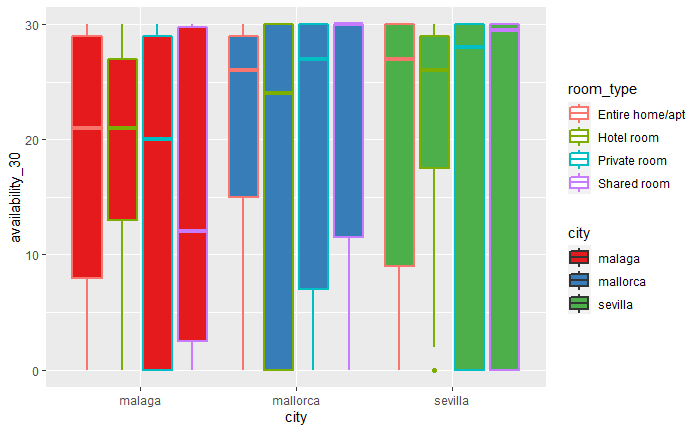 30
20
10
0
availability_30
malaga
mallorca
sevilla
city
room_type
Entire home/apt
Hotel room
Private room
Shared room
city
malaga
mallorca
sevilla